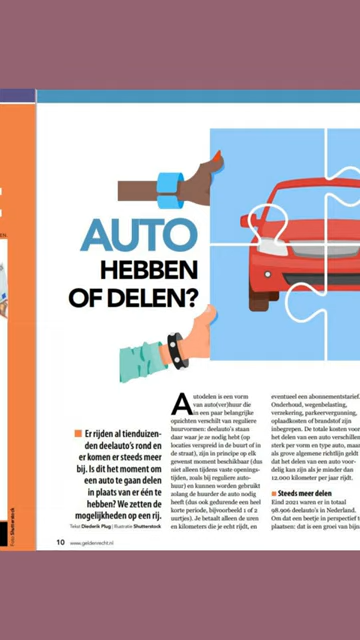 AUTO
HEBBEN
OF DELEN?
Er rijden al tienduizen-
den deelauto's rond en
er komen er steeds meer
bij. Is dit het moment om
een auto te gaan delen
in plaats van er één te
hebben? We zetten de
mogelijkheden op een rij.
Tekst Diederik Plug | Illustratie Shutterstock
Autodelen is een vorm
van auto(ver)huur die
in een paar belangrijke
opzichten verschilt van reguliere
huurvormen: deelauto's staan
daar waar je ze nodig hebt (op
locaties verspreid in de buurt of in
de straat), zijn in principe op elk
gewenst moment beschikbaar (dus
niet alleen tijdens vaste openings-
tijden, zoals bij reguliere auto-
huur) en kunnen worden gebruikt
zolang de huurder de auto nodig
heeft (dus ook gedurende een heel
korte periode, bijvoorbeeld 1 of 2
uurtjes). Je betaalt alleen de uren
en kilometers die je echt rijdt, en
eventueel een abonnementstarief.
Onderhoud, wegenbelasting,
verzekering, parkeervergunning,
oplaadkosten of brandstof zijn
inbegrepen. De totale kosten voor
het delen van een auto verschillen
sterk per vorm en type auto, maar
als grove algemene richtlijn geldt
dat het delen van een auto voor-
delig kan zijn als je minder dan
12.000 kilometer per jaar rijdt.
Steeds meer delen
Eind 2021 waren er in totaal
98.906 deelauto's in Nederland.
Om dat een beetje in perspectief te
plaatsen: dat is een groei van bijn
10 www.geldenrecht.nl
Foto Shutterstock